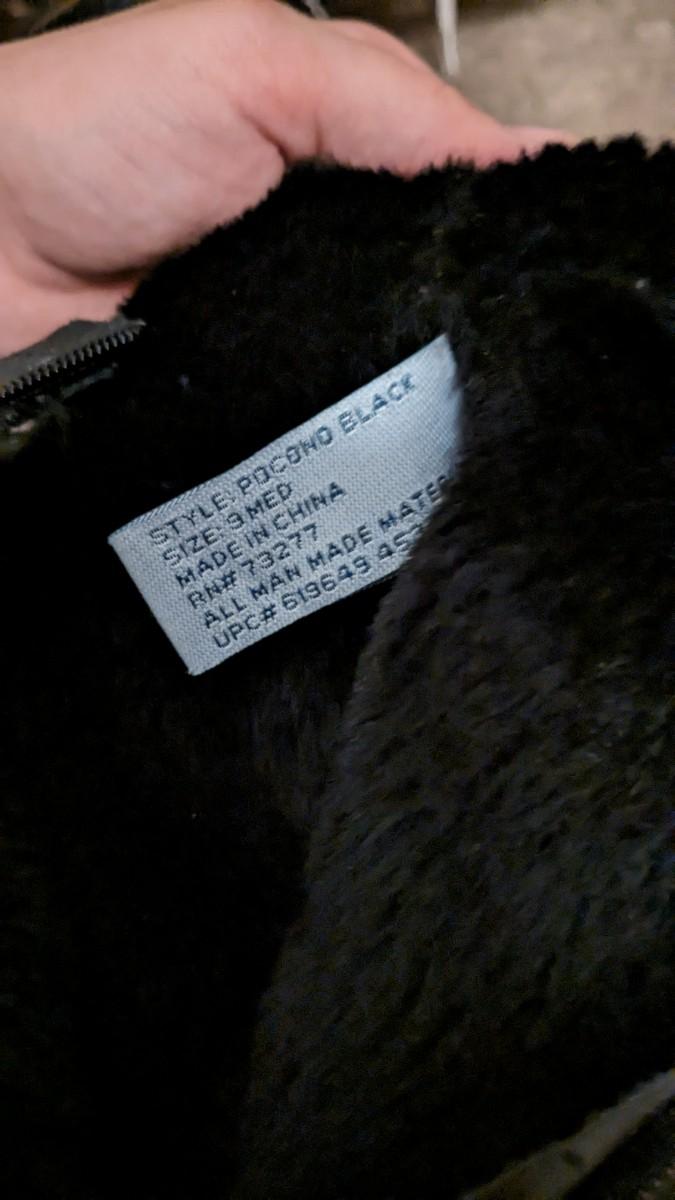 STYLE: POCONO BLACK
SIZE: 9 MED
MADE IN CHINA
RN# 73277
ALL MAN MADE
UPC# 619649